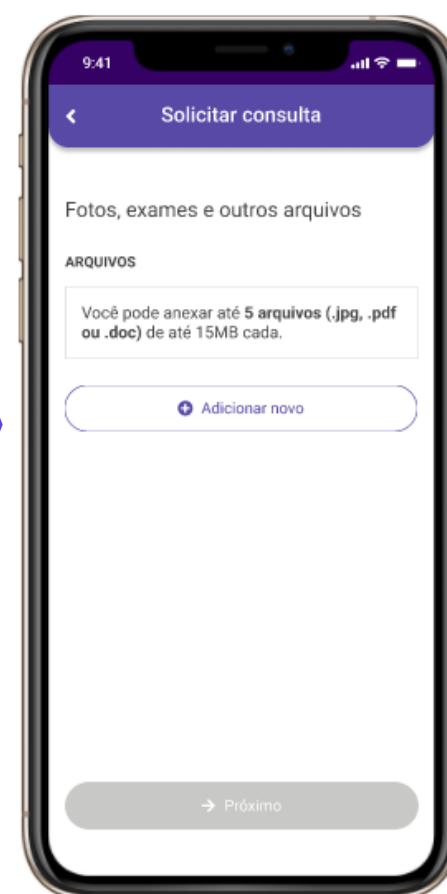 9:41
Solicitar consulta
Fotos, exames e outros arquivos
ARQUIVOS
Você pode anexar até 5 arquivos (.jpg, .pdf
ou .doc) de até 15MB cada.
Adicionar novo
Próximo